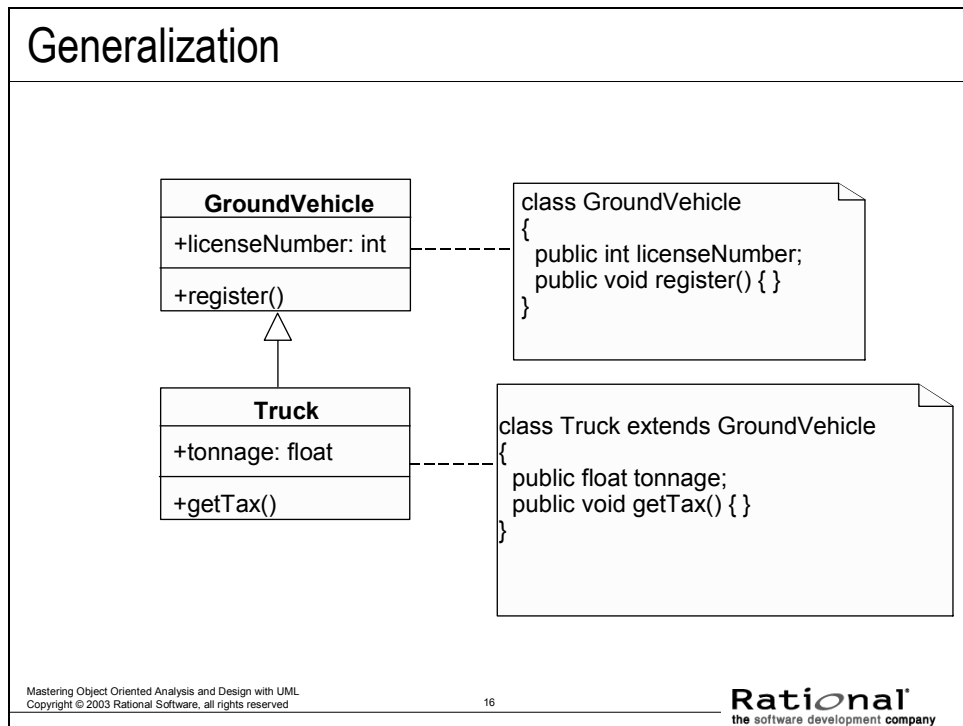 Generalization
GroundVehicle
+licenseNumber: int
+register()
class GroundVehicle
{
public int licenseNumber;
public void register() { }
}
Truck
+tonnage: float
+getTax()
class Truck extends GroundVehicle
{
public float tonnage;
public void getTax() { }
}
Mastering Object Oriented Analysis and Design with UML
Copyright © 2003 Rational Software, all rights reserved
16
Rational
the software development company